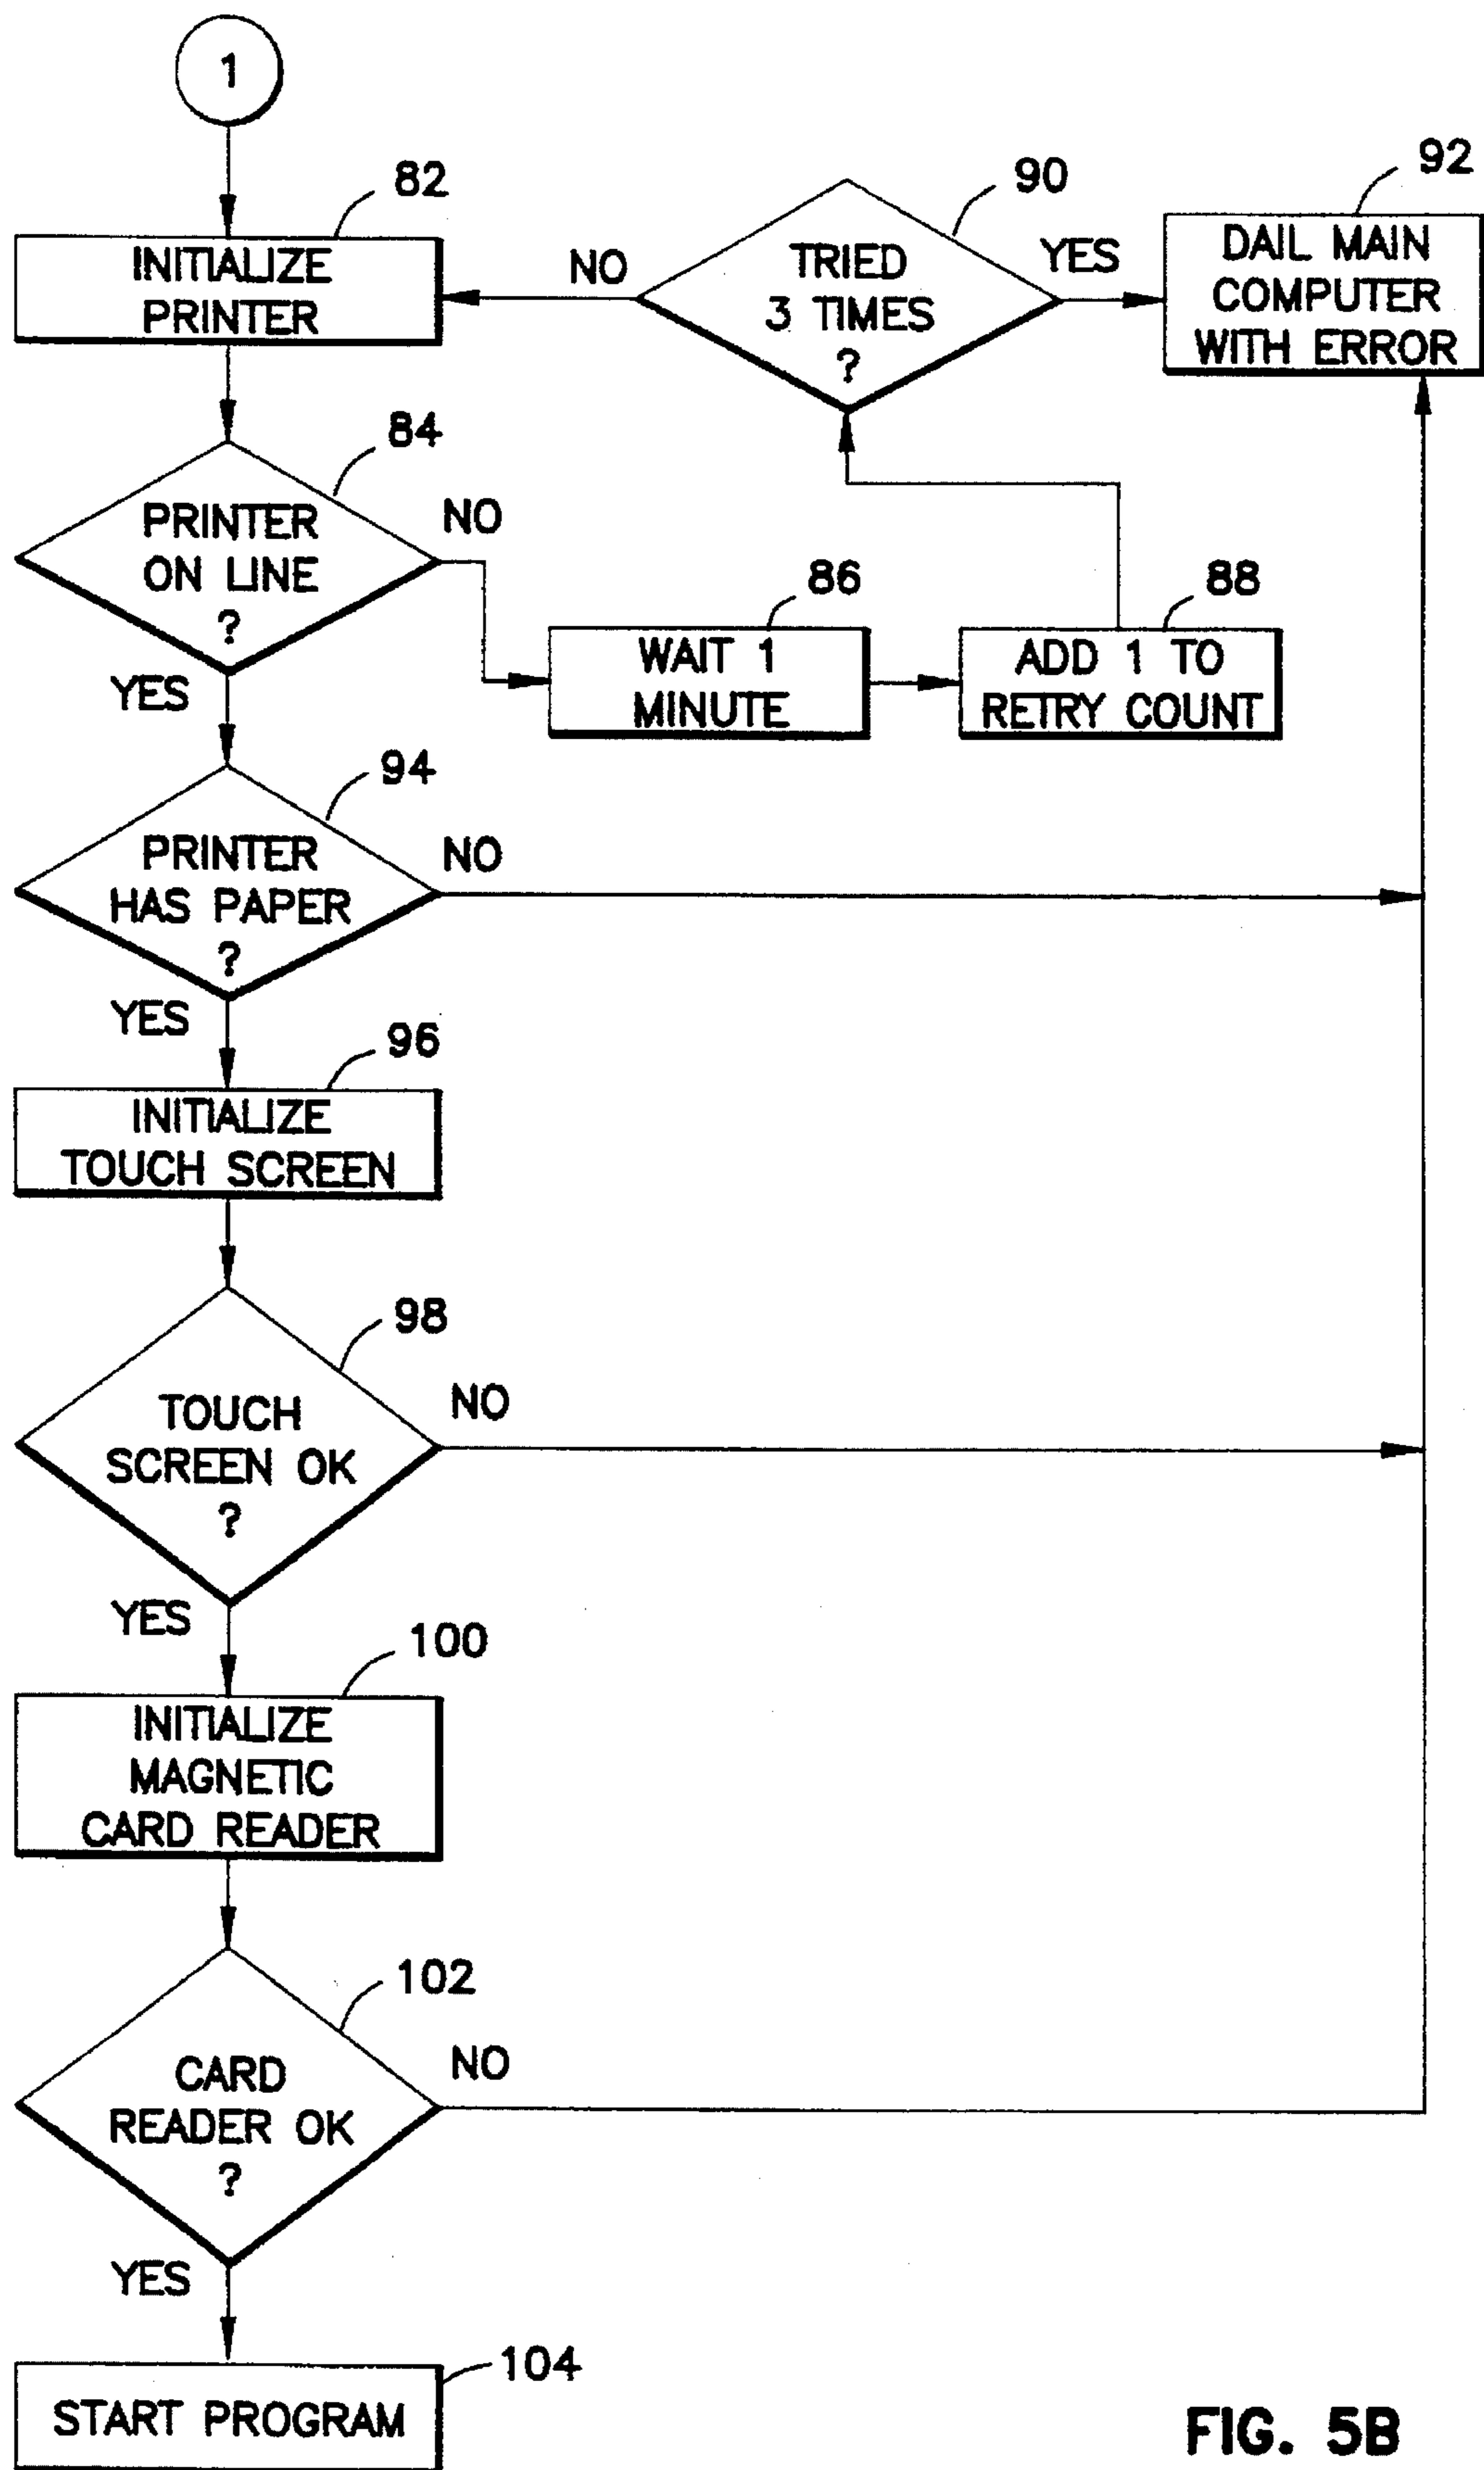 1
82
INITIALIZE
PRINTER
NO
90
TRIED
3 TIMES
?
YES
92
DAIL MAIN
COMPUTER
WITH ERROR
84
PRINTER
ON LINE
?
NO
YES
86
WAIT 1
MINUTE
88
ADD 1 TO
RETRY COUNT
94
PRINTER
HAS PAPER
?
NO
YES
96
INITIALIZE
TOUCH SCREEN
98
TOUCH
SCREEN OK
?
NO
YES
100
INITIALIZE
MAGNETIC
CARD READER
102
CARD
READER OK
?
NO
YES
104
START PROGRAM
FIG. 5B